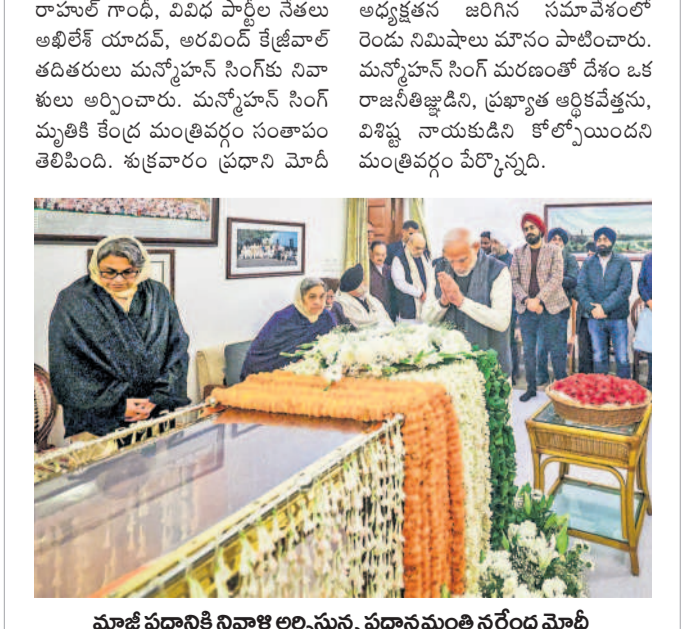 రాహుల్ గాంధీ, వివిధ పార్టీల నేతలు
అఖిలేశ్ యాదవ్, అరవింద్ కేజ్రీవాల్
తదితరులు మన్మోహన్ సింగ్‌కు నివా
ళులు అర్పించారు. మన్మోహన్ సింగ్
మృతికి కేంద్ర మంత్రివర్గం సంతాపం
తెలిపింది. శుక్రవారం ప్రధాని మోదీ
అధ్యక్షతన జరిగిన సమావేశంలో
రెండు నిమిషాలు మౌనం పాటించారు.
మన్మోహన్ సింగ్ మరణంతో దేశం ఒక
రాజనీతిజ్ఞుడిని, ప్రఖ్యాత ఆర్థికవేత్తను,
విశిష్ట నాయకుడిని కోల్పోయిందని
మంత్రివర్గం పేర్కొన్నది.
మాజీ ప్రధానికి నివాళి అర్పిస్తున్న ప్రధానమంత్రి నరేంద్ర మోదీ